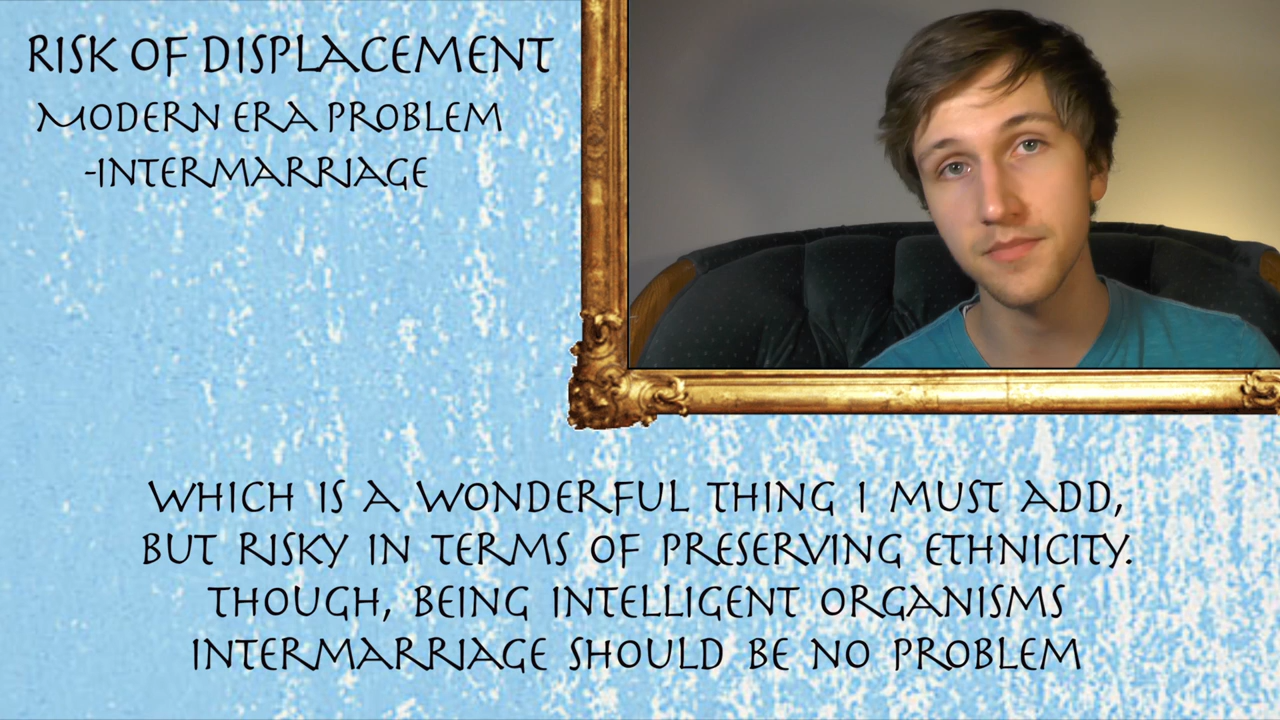 RISK OF DISPLACEMENT
MODERN ERA PROBLEM
-INTERMARRIAGE
WHICH IS A WONDERFUL THING I MUST ADD,
BUT RISKY IN TERMS OF PRESERVING ETHNICITY.
THOUGH, BEING INTELLIGENT ORGANISMS
INTERMARRIAGE SHOULD BE NO PROBLEM